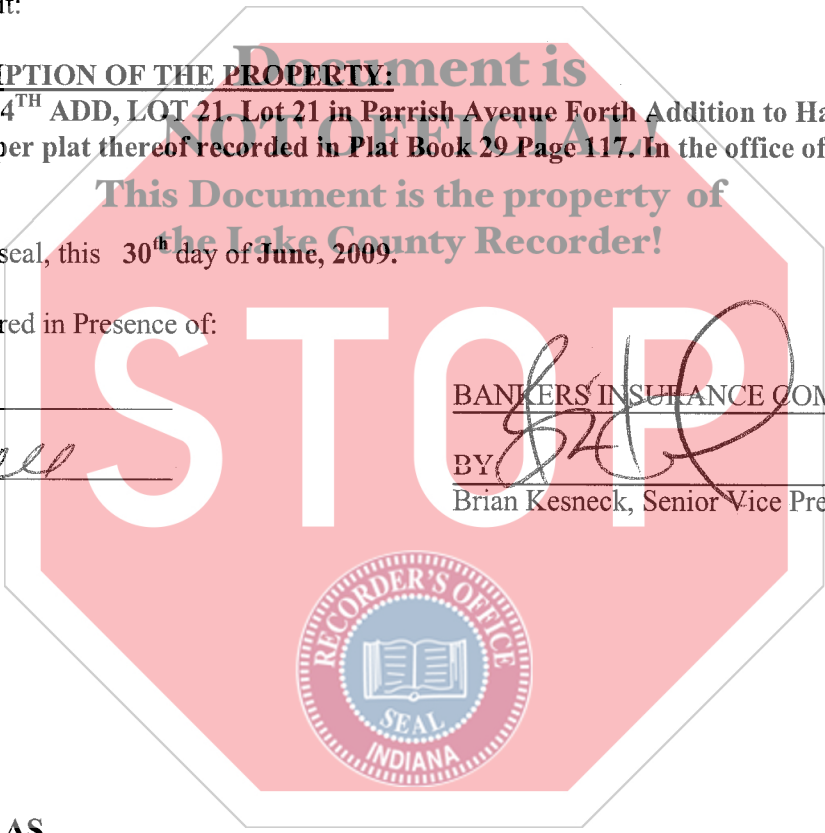 it:
Document is
IPTION OF THE PROPERTY:
4TH ADD, LOT 21. Lot 21 in Parrish Avenue Forth Addition to Ha
NOT OFFICIAL!
per plat thereof recorded in Plat Book 29 Page 117. In the office of
This Document is the property of
the Lake County Recorder!
seal, this 30th day of June, 2009.
red in Presence of:
STOP
BANKERS INSURANCE COM
BY
Brian Kesneck, Senior Vice Pre
RECORDER'S OFFICE
SEAL
INDIANA
AS